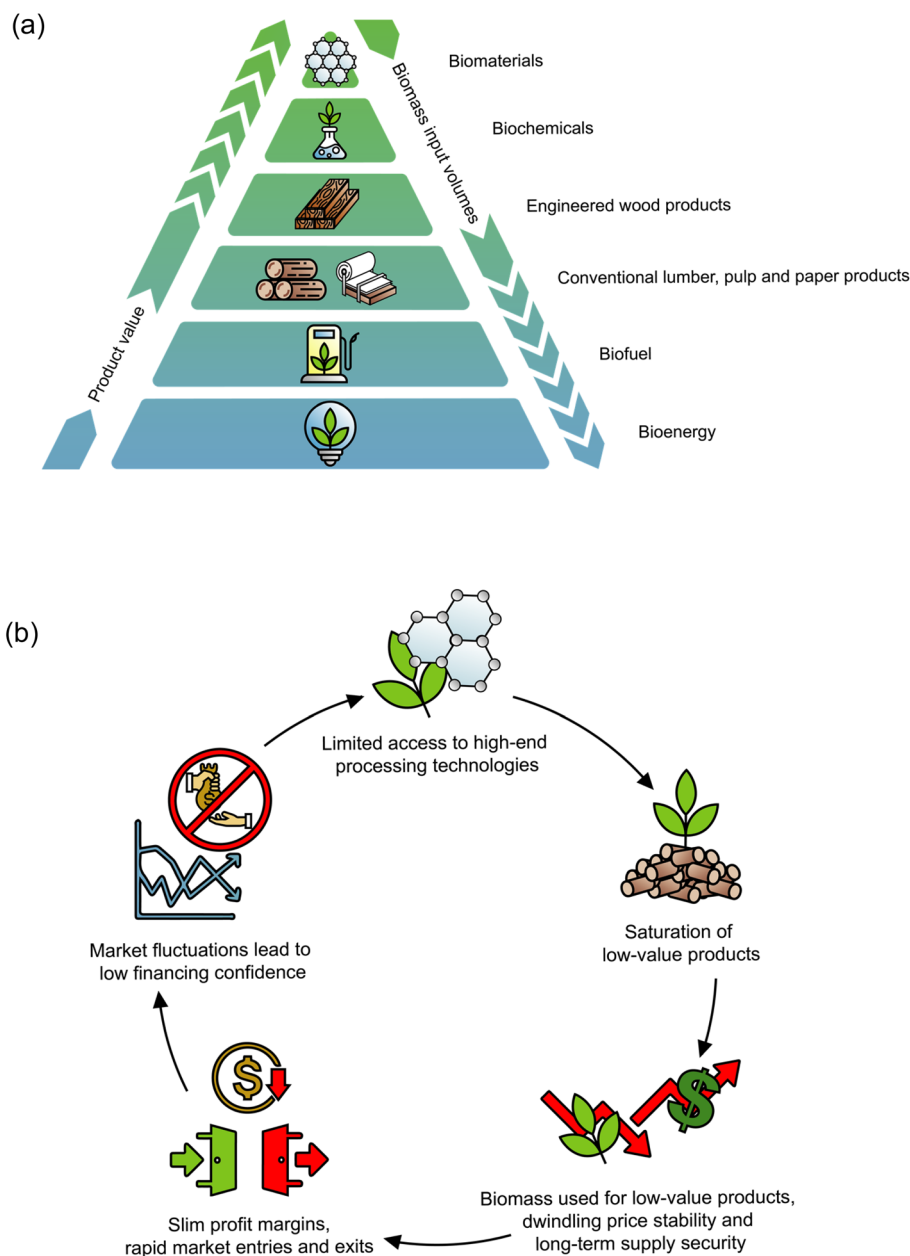 (a)
Biomaterials
Biochemicals
Engineered wood products
Conventional lumber, pulp and paper products
Biofuel
Bioenergy
Product value
Biomass input volumes
(b)
Limited access to high-end
processing technologies
Saturation of
low-value products
Biomass used for low-value products,
dwindling price stability and
long-term supply security
$
Slim profit margins,
rapid market entries and exits
$
Market fluctuations lead to
low financing confidence